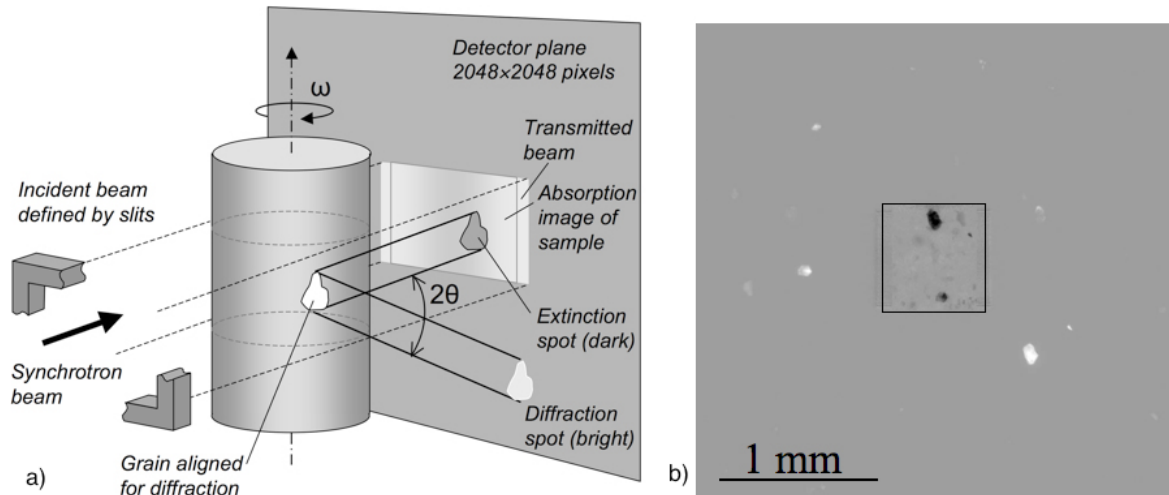 Detector plane
2048×2048 pixels
ω
Transmitted
beam
Incident beam
defined by slits
Absorption
image of
sample
2θ
Extinction
spot (dark)
Synchrotron
beam
Diffraction
spot (bright)
Grain aligned
for diffraction
a)
b)
1 mm